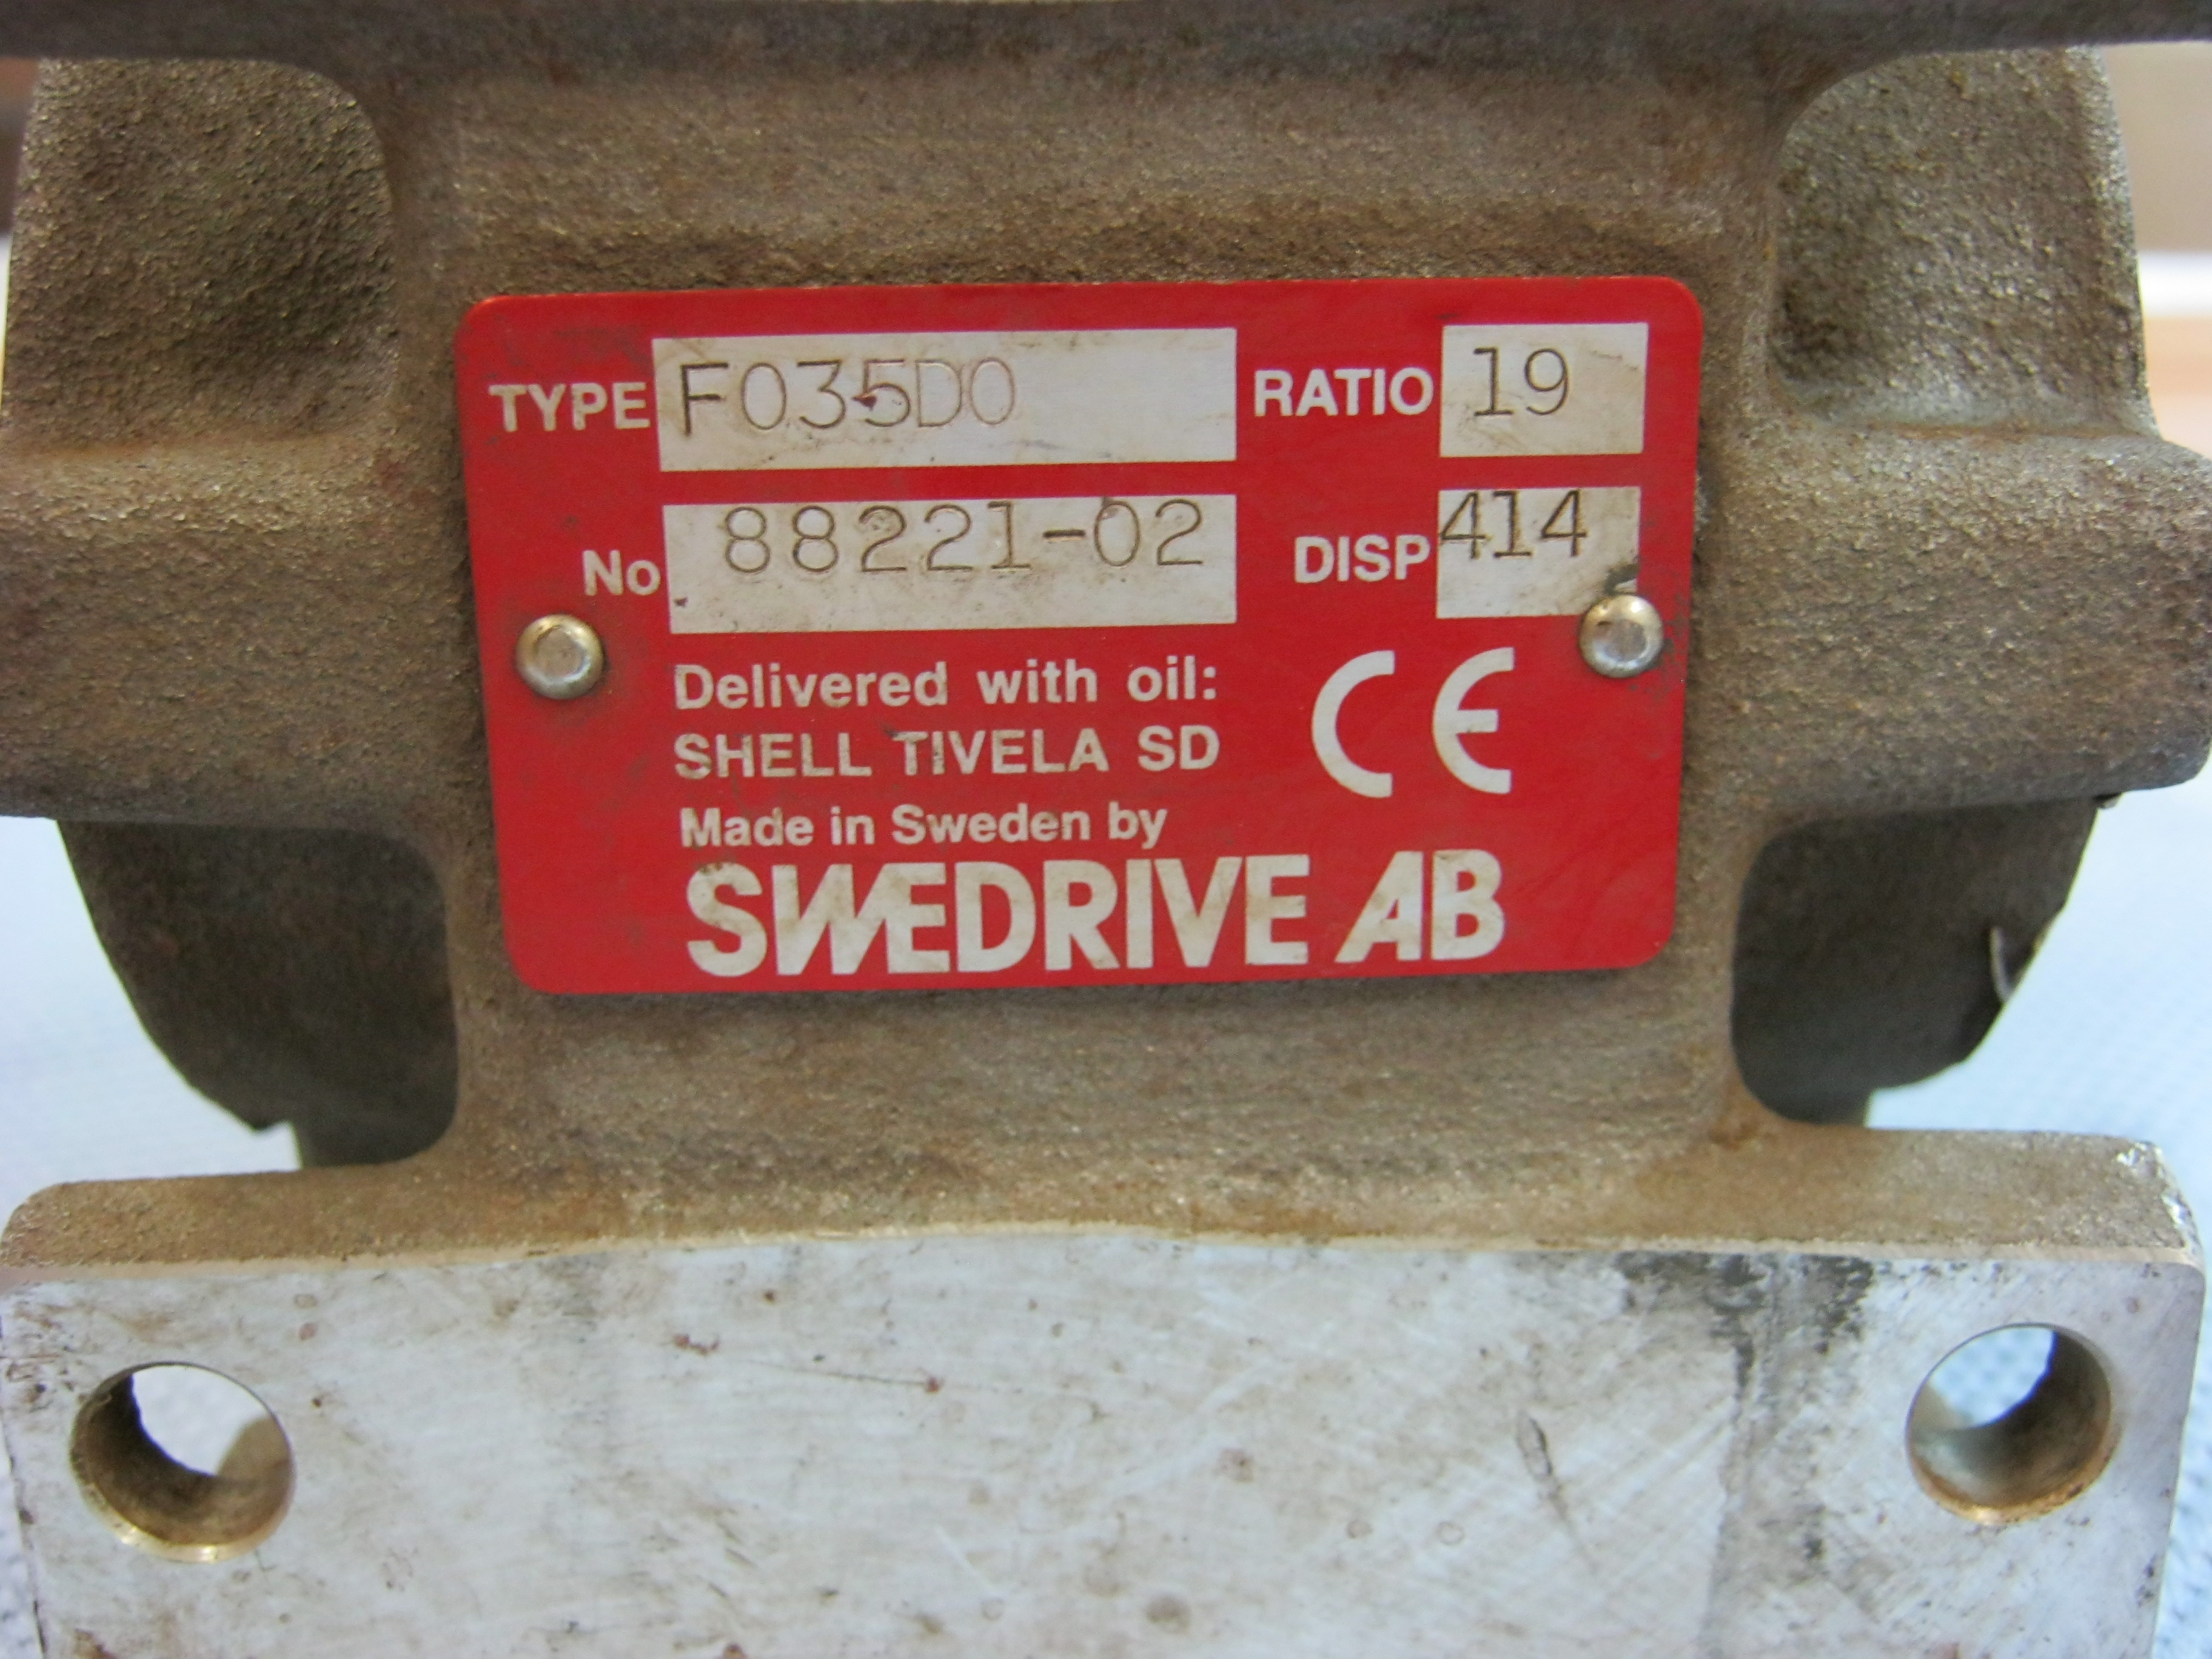 TYPE F035D0 RATIO 19
No 88221-02 DISP 414
Delivered with oil:
SHELL TIVELA SD
CE
Made in Sweden by
SWEDRIVE AB